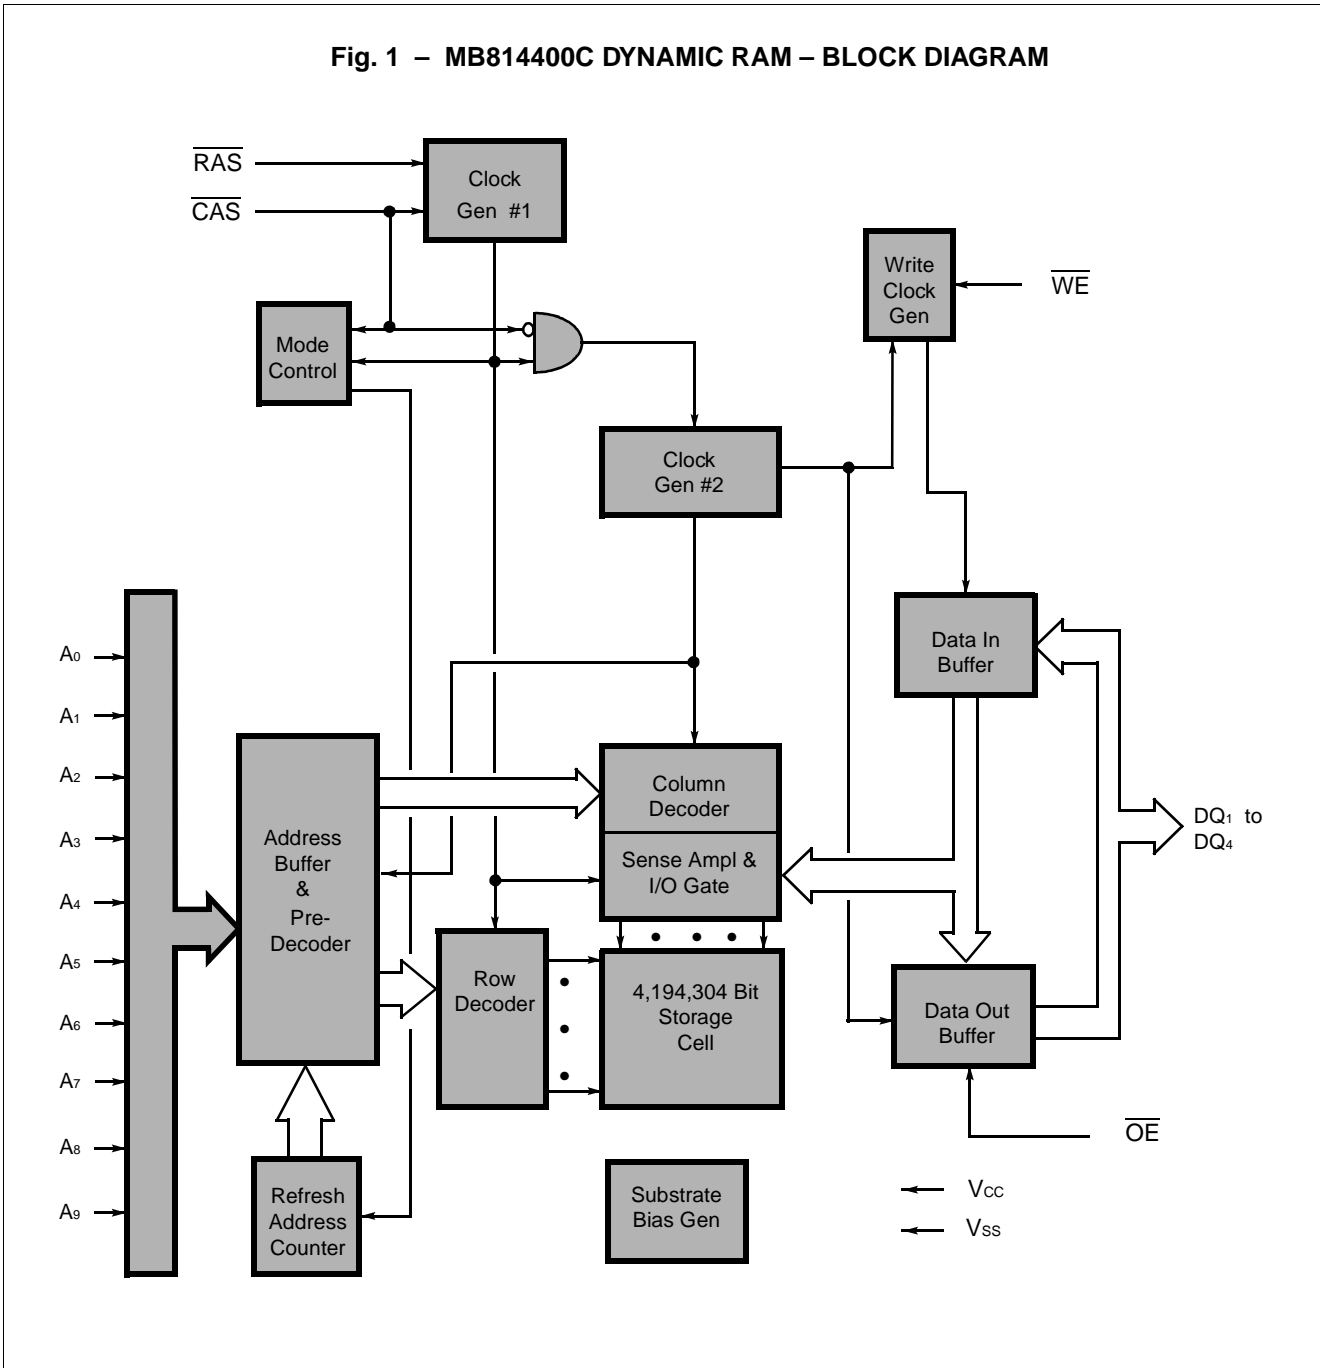 Fig. 1 – MB814400C DYNAMIC RAM – BLOCK DIAGRAM
RAS
CAS
Clock
Gen #1
Write
Clock
Gen
WE
Mode
Control
Clock
Gen #2
Data In
Buffer
A0
A1
A2
A3
A4
A5
A6
A7
A8
A9
Address
Buffer
&
Pre-
Decoder
Column
Decoder
Sense Ampl &
I/O Gate
DQ1 to
DQ4
Row
Decoder
4,194,304 Bit
Storage
Cell
Data Out
Buffer
OE
Refresh
Address
Counter
Substrate
Bias Gen
VCC
VSS